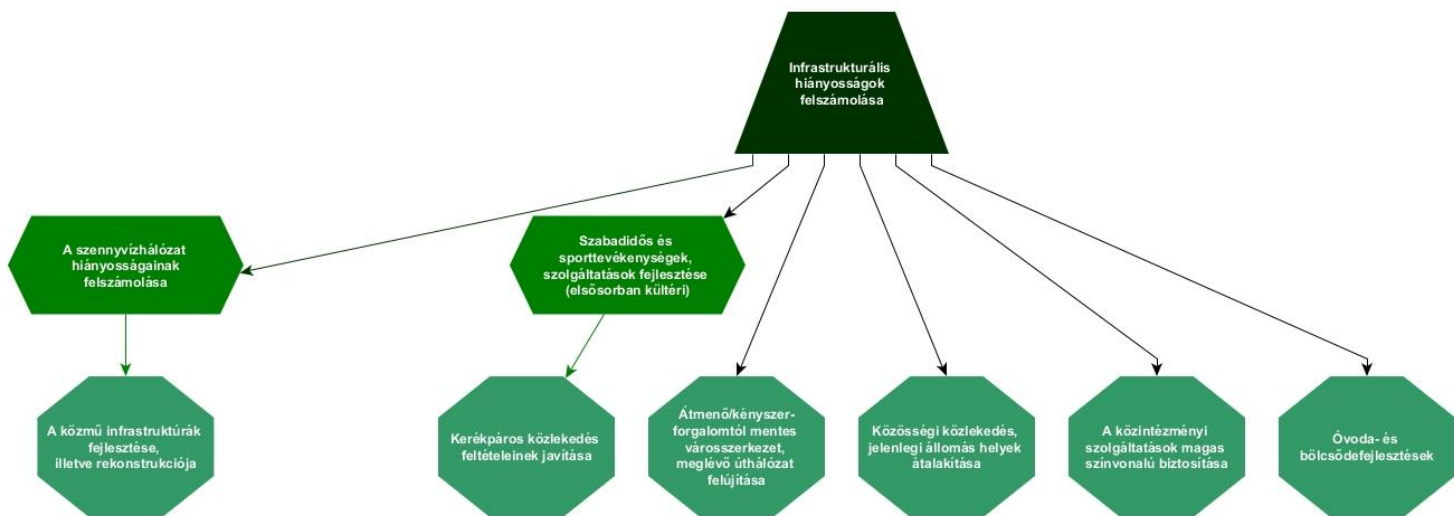 Infrastrukturális
hiányosságok
felszámolása
A szennyvízhálózat
hiányosságainak
felszámolása
Szabadidős és
sporttevékenységek,
szolgáltatások fejlesztése
(elsősorban kültéri)
A közmű infrastruktúrák
fejlesztése,
illetve rekonstrukciója
Kerékpáros közlekedés
feltételeinek javítása
Átmenő/kényszer-
forgalomtól mentes
városszerkezet,
meglévő úthálózat
felújítása
Közösségi közlekedés,
jelenlegi állomás helyek
átalakítása
A közintézményi
szolgáltatások magas
színvonalú biztosítása
Óvoda- és
bölcsődefejlesztések